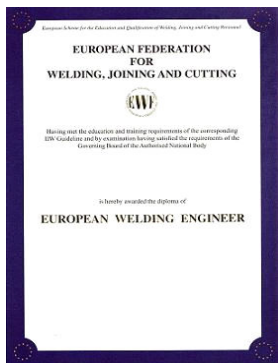 European Scheme for the Education and Qualification of Welding, Joining and Cutting Personnel
EUROPEAN FEDERATION
FOR
WELDING, JOINING AND CUTTING
EWF
Having met the education and training requirements of the corresponding
EWF Guideline and by examination having satisfied the requirements of the
Governing Board of the Authorised National Body
is hereby awarded the diploma of
EUROPEAN WELDING ENGINEER